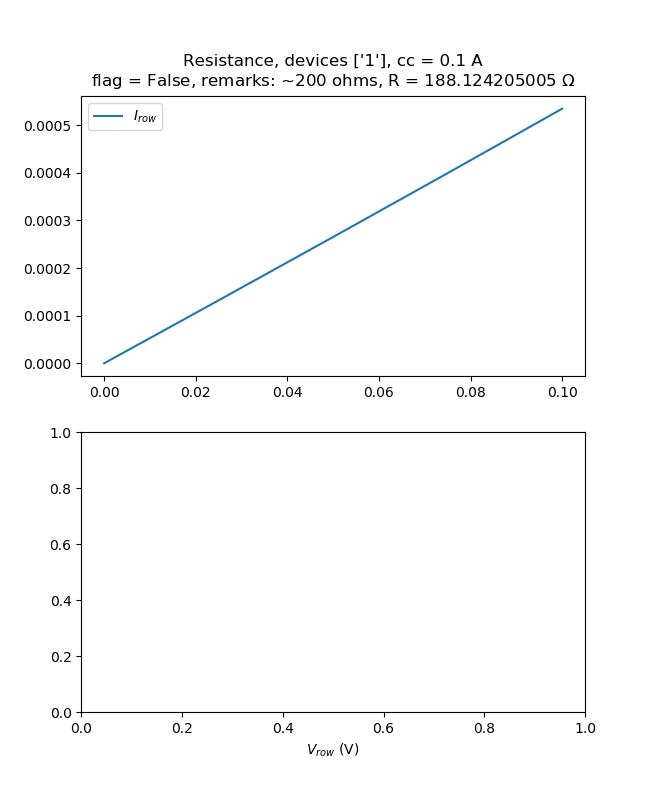 Resistance, devices ['1'], cc = 0.1 A
flag = False, remarks: ~200 ohms, R = 188.124205005 Ω
I_row
0.0005
0.0004
0.0003
0.0002
0.0001
0.0000
0.00 0.02 0.04 0.06 0.08 0.10
1.0
0.8
0.6
0.4
0.2
0.0
0.0 0.2 0.4 0.6 0.8 1.0
V_row (V)